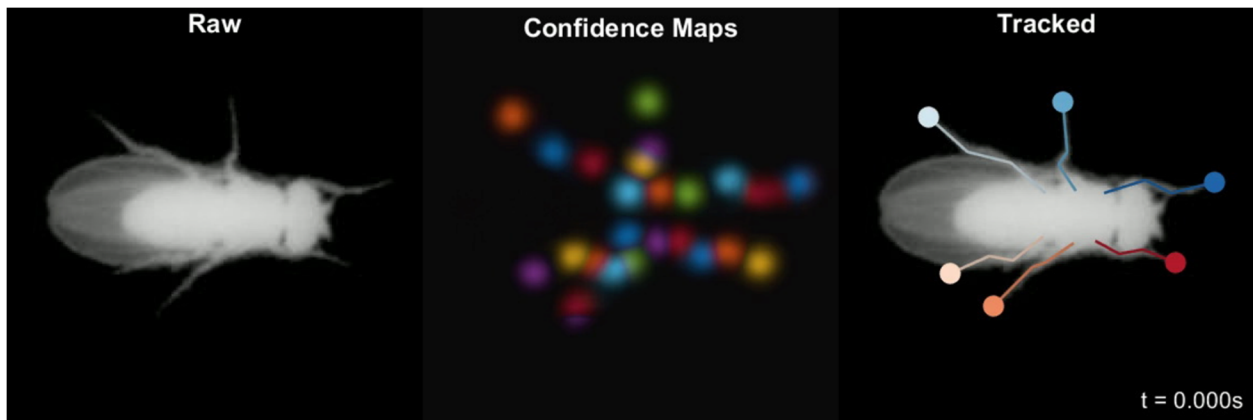 Raw
Confidence Maps
Tracked
t = 0.000s